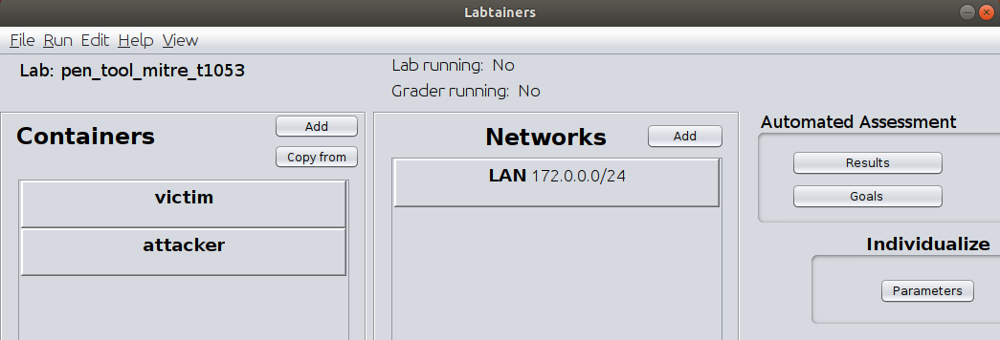 Labtainers
File Run Edit Help View
Lab: pen_tool_mitre_t1053
Lab running: No
Grader running: No
Containers
Add
Copy from
victim
attacker
Networks
Add
LAN 172.0.0.0/24
Automated Assessment
Results
Goals
Individualize
Parameters